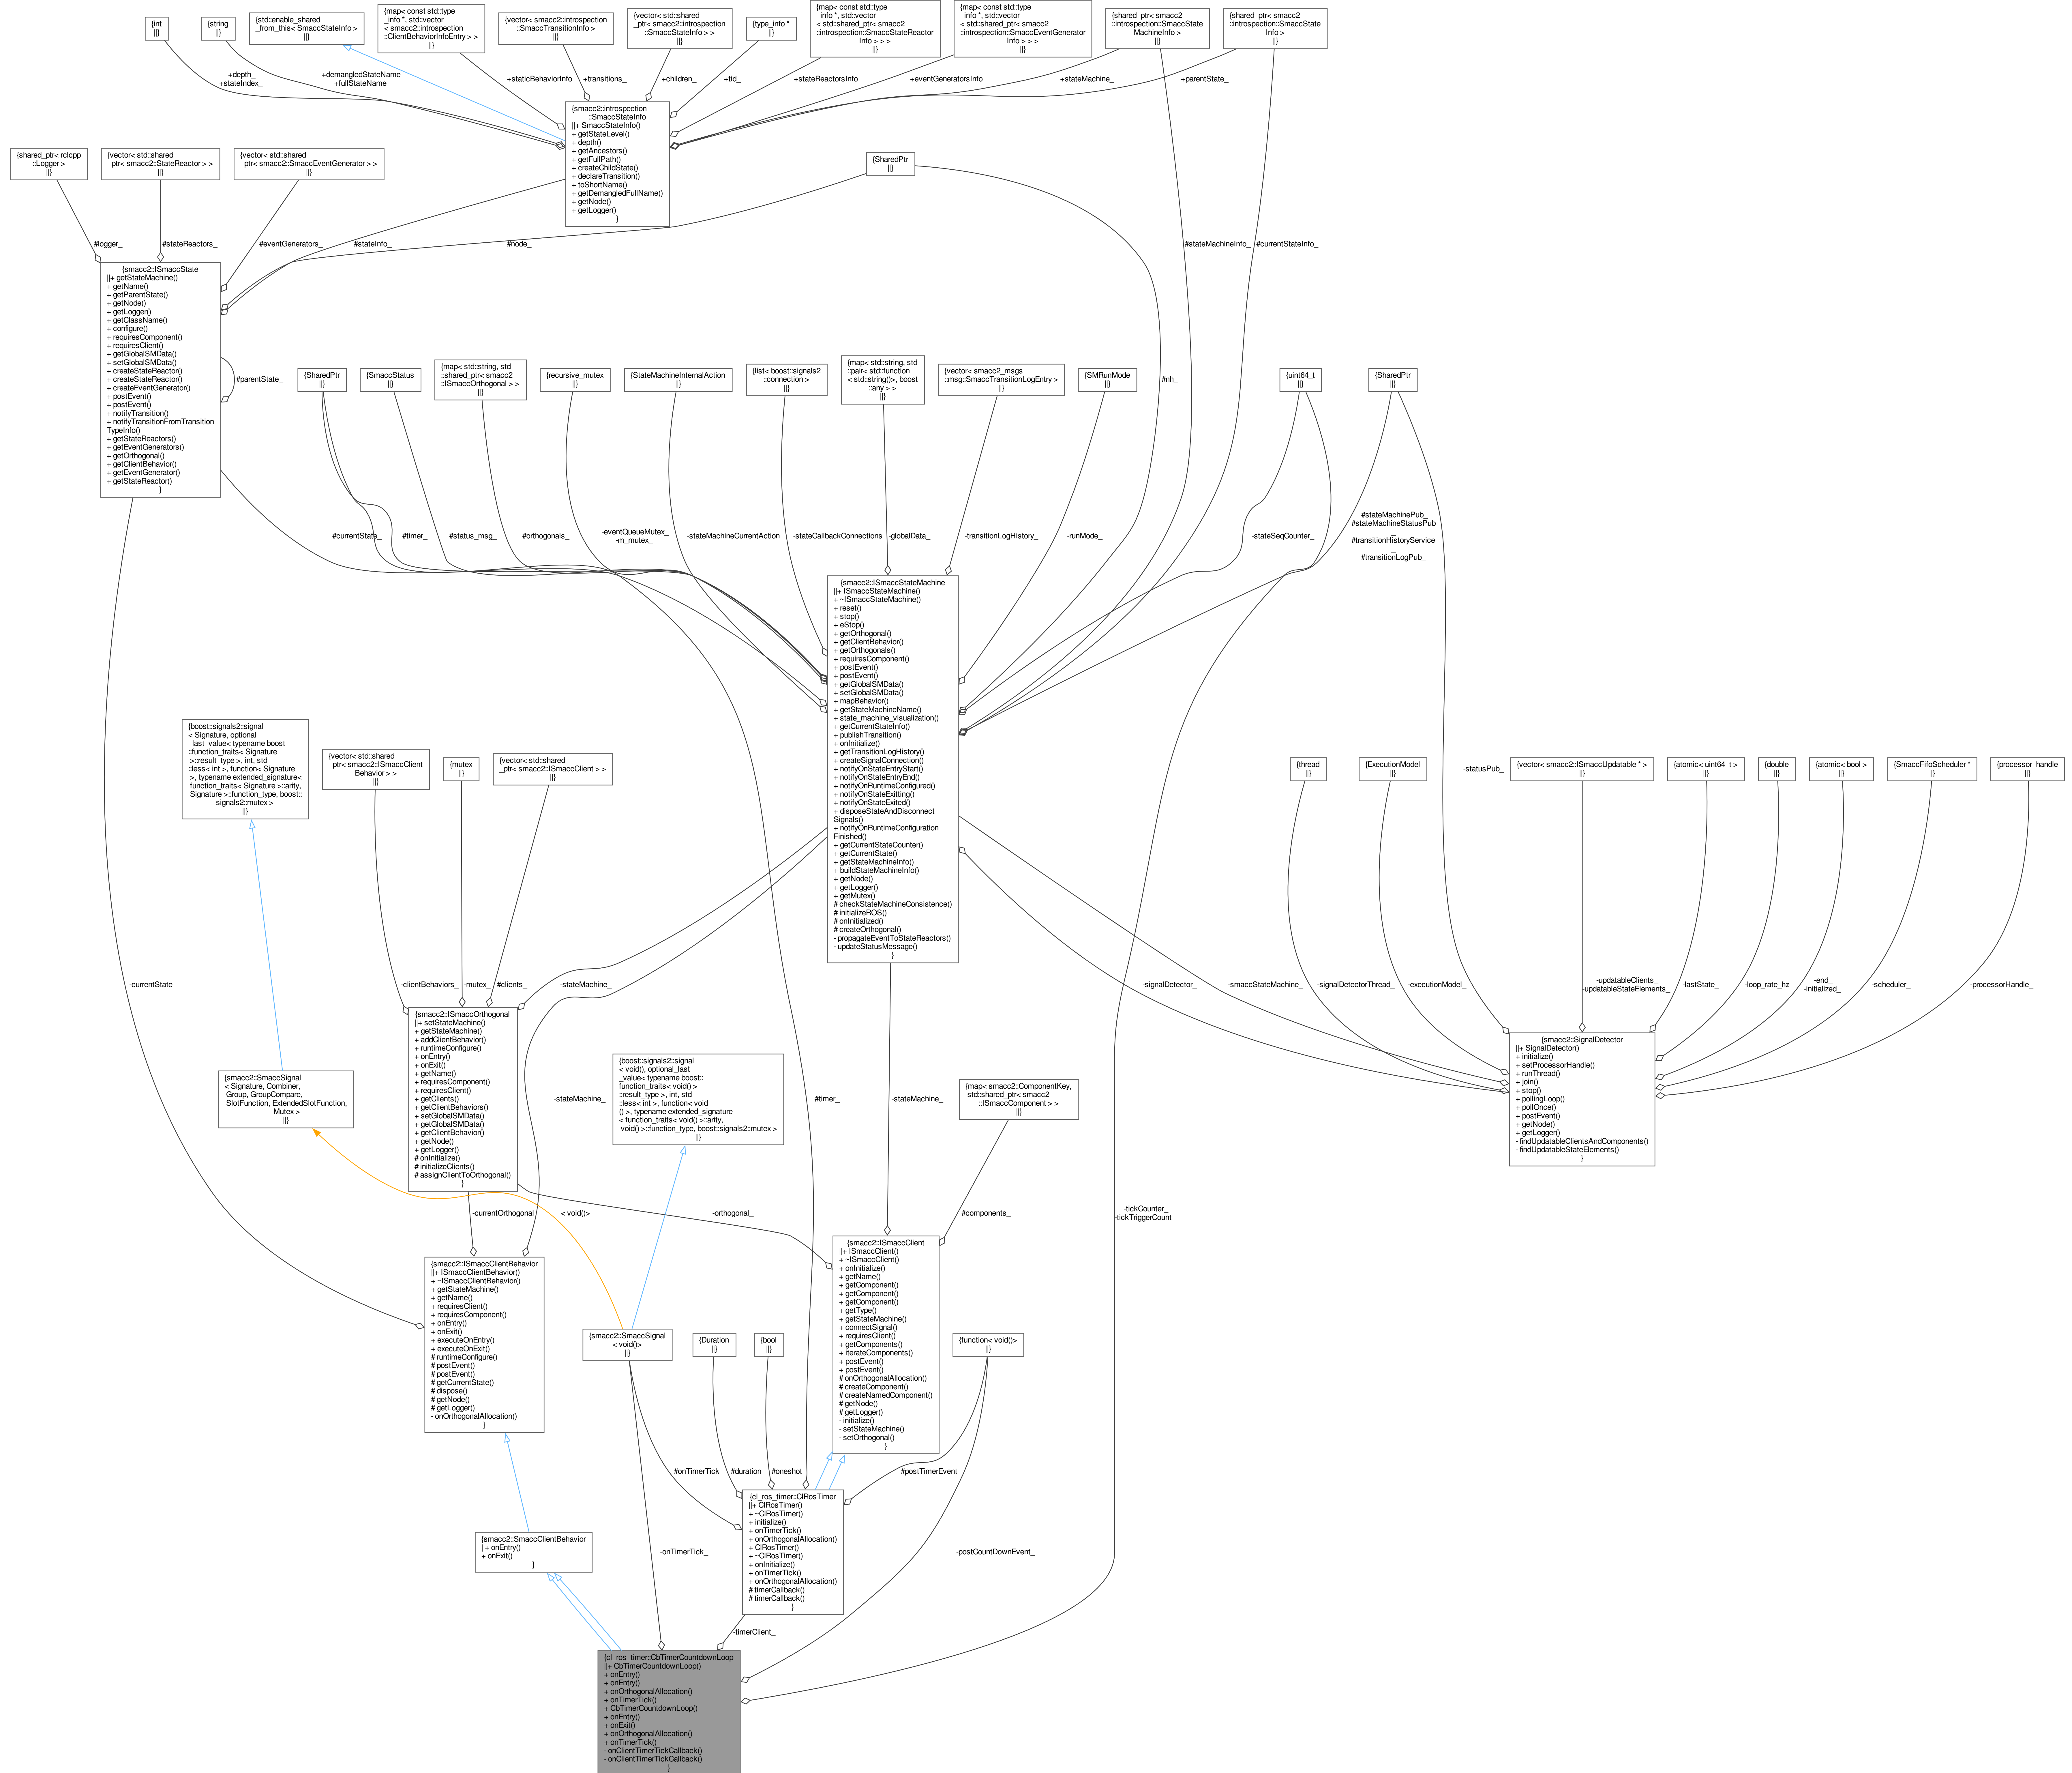 {int
||}
{string
||}
{std::enable_shared
_from_this< SmaccStateInfo >
||}
{map< const std::type
_info *, std::vector
< smacc2::introspection
::ClientBehaviorInfoEntry > >
||}
{vector< smacc2::introspection
::SmaccTransitionInfo >
||}
{vector< std::shared
_ptr< smacc2::introspection
::SmaccStateInfo > >
||}
{type_info *
||}
{map< const std::type
_info *, std::vector
< std::shared_ptr< smacc2
::introspection::SmaccStateReactor
Info > > >
||}
{map< const std::type
_info *, std::vector
< std::shared_ptr< smacc2
::introspection::SmaccEventGenerator
Info > > >
||}
{shared_ptr< smacc2
::introspection::SmaccState
MachineInfo >
||}
{shared_ptr< smacc2
::introspection::SmaccState
Info >
||}
+depth_
+stateIndex_
+demangledStateName
+fullStateName
+staticBehaviorInfo
+transitions_
+children_
+tid_
+stateReactorsInfo
+eventGeneratorsInfo
+stateMachine_
+parentState_
{smacc2::introspection
::SmaccStateInfo
||+ SmaccStateInfo()
+ getStateLevel()
+ depth()
+ getAncestors()
+ getFullPath()
+ createChildState()
+ declareTransition()
+ toShortName()
+ getDemangledFullName()
+ getNode()
+ getLogger()
}
{shared_ptr< rclcpp
::Logger >
||}
{vector< std::shared
_ptr< smacc2::StateReactor > >
||}
{vector< std::shared
_ptr< smacc2::SmaccEventGenerator > >
||}
{SharedPtr
||}
#logger_
#stateReactors_
#eventGenerators_
#stateInfo_
#node_
#stateMachineInfo_
#currentStateInfo_
{smacc2::ISmaccState
||+ getStateMachine()
+ getName()
+ getParentState()
+ getNode()
+ getLogger()
+ getClassName()
+ configure()
+ requiresComponent()
+ requiresClient()
+ getGlobalSMData()
+ setGlobalSMData()
+ createStateReactor()
+ createStateReactor()
+ createEventGenerator()
+ postEvent()
+ postEvent()
+ notifyTransition()
+ notifyTransitionFromTransition
TypeInfo()
+ getStateReactors()
+ getEventGenerators()
+ getOrthogonal()
+ getClientBehavior()
+ getEventGenerator()
+ getStateReactor()
}
#parentState_
{SharedPtr
||}
{SmaccStatus
||}
{map< std::string, std
::shared_ptr< smacc2
::ISmaccOrthogonal > >
||}
{recursive_mutex
||}
{StateMachineInternalAction
||}
{list< boost::signals2
::connection >
||}
{map< std::string, std
::pair< std::function
< std::string()>, boost
::any > >
||}
{vector< smacc2_msgs
::msg::SmaccTransitionLogEntry >
||}
{SMRunMode
||}
#nh_
{uint64_t
||}
{SharedPtr
||}
#currentState_
#timer_
#status_msg_
#orthogonals_
-eventQueueMutex_
-m_mutex_
-stateMachineCurrentAction
-stateCallbackConnections
-globalData_
-transitionLogHistory_
-runMode_
-stateSeqCounter_
#stateMachinePub_
#stateMachineStatusPub
_
#transitionHistoryService
_
#transitionLogPub_
{smacc2::ISmaccStateMachine
||+ ISmaccStateMachine()
+ ~ISmaccStateMachine()
+ reset()
+ stop()
+ eStop()
+ getOrthogonal()
+ getClientBehavior()
+ getOrthogonals()
+ requiresComponent()
+ postEvent()
+ postEvent()
+ getGlobalSMData()
+ setGlobalSMData()
+ mapBehavior()
+ getStateMachineName()
+ state_machine_visualization()
+ getCurrentStateInfo()
+ publishTransition()
+ onInitialize()
+ getTransitionLogHistory()
+ createSignalConnection()
+ notifyOnStateEntryStart()
+ notifyOnStateEntryEnd()
+ notifyOnRuntimeConfigured()
+ notifyOnStateExitting()
+ notifyOnStateExited()
+ disposeStateAndDisconnect
Signals()
+ notifyOnRuntimeConfiguration
Finished()
+ getCurrentStateCounter()
+ getCurrentState()
+ getStateMachineInfo()
+ buildStateMachineInfo()
+ getNode()
+ getLogger()
+ getMutex()
# checkStateMachineConsistence()
# initializeROS()
# onInitialized()
# createOrthogonal()
- propagateEventToStateReactors()
- updateStatusMessage()
}
{boost::signals2::signal
< Signature, optional
_last_value< typename boost
::function_traits< Signature
>::result_type >, int, std
::less< int >, function< Signature
>, typename extended_signature<
function_traits< Signature >::arity,
Signature >::function_type, boost::
signals2::mutex >
||}
{vector< std::shared
_ptr< smacc2::ISmaccClient
Behavior > >
||}
{mutex
||}
{vector< std::shared
_ptr< smacc2::ISmaccClient > >
||}
{thread
||}
{ExecutionModel
||}
-statusPub_
{vector< smacc2::ISmaccUpdatable * >
||}
{atomic< uint64_t >
||}
{double
||}
{atomic< bool >
||}
{SmaccFifoScheduler *
||}
{processor_handle
||}
-currentState
-clientBehaviors_
-mutex_
#clients_
-stateMachine_
-signalDetector_
-smaccStateMachine_
-signalDetectorThread_
-executionModel_
-updatableClients_
-updatableStateElements_
-lastState_
-loop_rate_hz
-end_
-initialized_
-scheduler_
-processorHandle_
{smacc2::ISmaccOrthogonal
||+ setStateMachine()
+ getStateMachine()
+ addClientBehavior()
+ runtimeConfigure()
+ onEntry()
+ onExit()
+ getName()
+ requiresComponent()
+ requiresClient()
+ getClients()
+ getClientBehaviors()
+ setGlobalSMData()
+ getGlobalSMData()
+ getClientBehavior()
+ getNode()
+ getLogger()
# onInitialize()
# initializeClients()
# assignClientToOrthogonal()
}
{smacc2::SignalDetector
||+ SignalDetector()
+ initialize()
+ setProcessorHandle()
+ runThread()
+ join()
+ stop()
+ pollingLoop()
+ pollOnce()
+ postEvent()
+ getNode()
+ getLogger()
- findUpdatableClientsAndComponents()
- findUpdatableStateElements()
}
{smacc2::SmaccSignal
< Signature, Combiner,
Group, GroupCompare,
SlotFunction, ExtendedSlotFunction,
Mutex >
||}
-stateMachine_
{boost::signals2::signal
< void(), optional_last
_value< typename boost::
function_traits< void()
>::result_type >, int, std
::less< int >, function< void
() >, typename extended_signature
< function_traits< void() >::arity,
void() >::function_type, boost::signals2::mutex >
||}
#timer_
-stateMachine_
{map< smacc2::ComponentKey,
std::shared_ptr< smacc2
::ISmaccComponent > >
||}
-currentOrthogonal
< void()>
-orthogonal_
#components_
-tickCounter_
-tickTriggerCount_
{smacc2::ISmaccClientBehavior
||+ ISmaccClientBehavior()
+ ~ISmaccClientBehavior()
+ getStateMachine()
+ getName()
+ requiresClient()
+ requiresComponent()
+ onEntry()
+ onExit()
+ executeOnEntry()
+ executeOnExit()
# runtimeConfigure()
# postEvent()
# postEvent()
# getCurrentState()
# dispose()
# getNode()
# getLogger()
- onOrthogonalAllocation()
}
{smacc2::ISmaccClient
||+ ISmaccClient()
+ ~ISmaccClient()
+ onInitialize()
+ getName()
+ getComponent()
+ getComponent()
+ getComponent()
+ getType()
+ getStateMachine()
+ connectSignal()
+ requiresClient()
+ getComponents()
+ iterateComponents()
+ postEvent()
+ postEvent()
# onOrthogonalAllocation()
# createComponent()
# createNamedComponent()
# getNode()
# getLogger()
- initialize()
- setStateMachine()
- setOrthogonal()
}
{smacc2::SmaccSignal
< void()>
||}
{Duration
||}
{bool
||}
{function< void()>
||}
#onTimerTick_
#duration_
#oneshot_
#postTimerEvent_
{cl_ros_timer::ClRosTimer
||+ ClRosTimer()
+ ~ClRosTimer()
+ initialize()
+ onTimerTick()
+ onOrthogonalAllocation()
+ ClRosTimer()
+ ~ClRosTimer()
+ onInitialize()
+ onTimerTick()
+ onOrthogonalAllocation()
# timerCallback()
# timerCallback()
}
{smacc2::SmaccClientBehavior
||+ onEntry()
+ onExit()
}
-onTimerTick_
-postCountDownEvent_
-timerClient_
{cl_ros_timer::CbTimerCountdownLoop
||+ CbTimerCountdownLoop()
+ onEntry()
+ onEntry()
+ onOrthogonalAllocation()
+ onTimerTick()
+ CbTimerCountdownLoop()
+ onEntry()
+ onExit()
+ onOrthogonalAllocation()
+ onTimerTick()
- onClientTimerTickCallback()
- onClientTimerTickCallback()
}